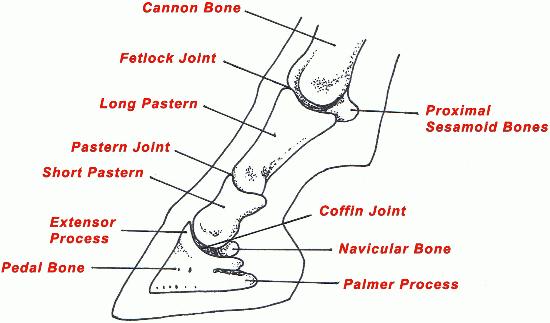 Cannon Bone
Fetlock Joint
Long Pastern
Proximal
Sesamoid Bones
Pastern Joint
Short Pastern
Coffin Joint
Extensor
Process
Navicular Bone
Pedal Bone
Palmer Process